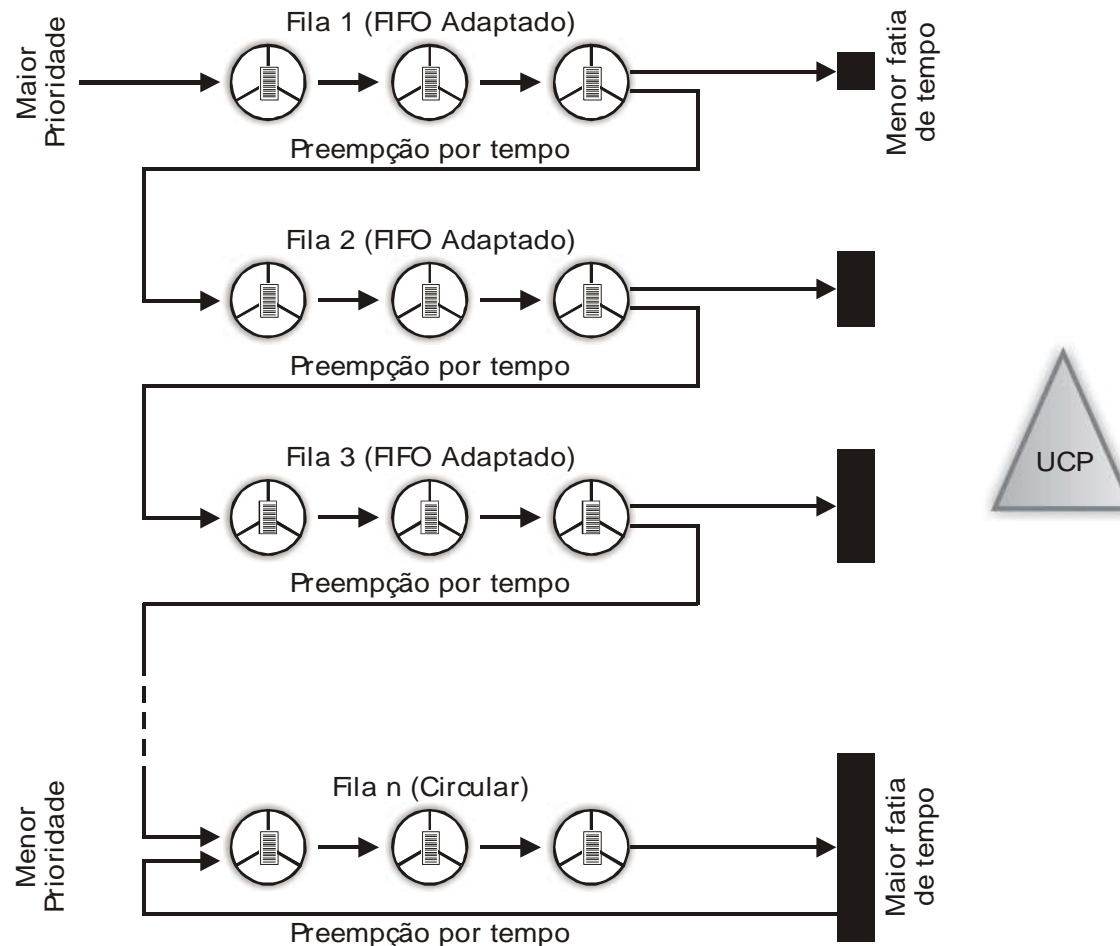 Fila 1 (FIFO Adaptado)
Maior
Prioridade
Menor fatia
de tempo
Preempção por tempo
Fila 2 (FIFO Adaptado)
Preempção por tempo
Fila 3 (FIFO Adaptado)
UCP
Preempção por tempo
Fila n (Circular)
Menor
Prioridade
Maior fatia
de tempo
Preempção por tempo